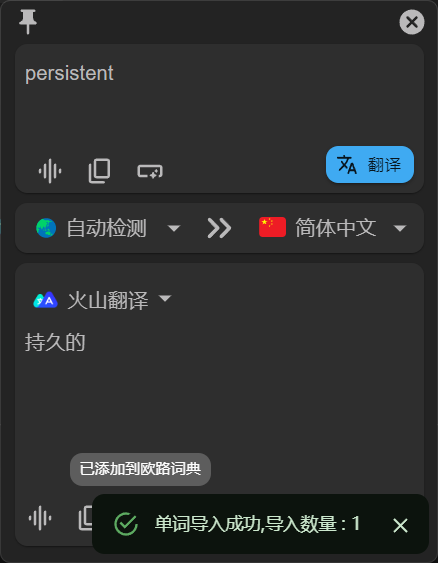 persistent
翻译
自动检测
简体中文
火山翻译
持久的
已添加到欧路词典
单词导入成功,导入数量 : 1